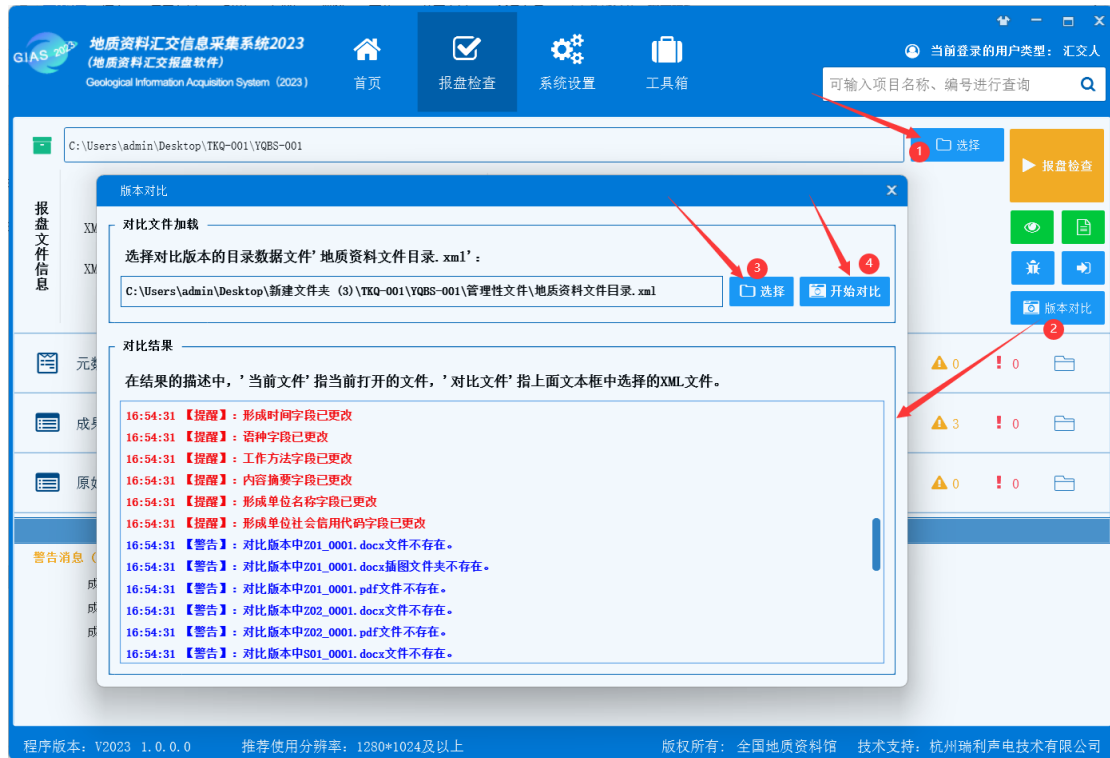 GIAS 2023
地质资料汇交信息采集系统2023
(地质资料汇交报盘软件)
Geological Information Acquisition System（2023）
首页
报盘检查
系统设置
工具箱
当前登录的用户类型： 汇交人
可输入项目名称、编号进行查询
C:\Users\admin\Desktop\TKQ-001\YQBS-001
1
选择
报盘检查
报盘文件信息
XM
XM
版本对比
2
版本对比
对比文件加载
选择对比版本的目录数据文件'地质资料文件目录.xml'：
C:\Users\admin\Desktop\新建文件夹 (3)\TKQ-001\YQBS-001\管理性文件\地质资料文件目录.xml
3
选择
4
开始对比
对比结果
在结果的描述中，'当前文件'指当前打开的文件，'对比文件'指上面文本框中选择的XML文件。
16:54:31 【提醒】：形成时间字段已更改
16:54:31 【提醒】：语种字段已更改
16:54:31 【提醒】：工作方法字段已更改
16:54:31 【提醒】：内容摘要字段已更改
16:54:31 【提醒】：形成单位名称字段已更改
16:54:31 【提醒】：形成单位社会信用代码字段已更改
16:54:31 【警告】：对比版本中Z01_0001.docx文件不存在。
16:54:31 【警告】：对比版本中Z01_0001.docx插图文件夹不存在。
16:54:31 【警告】：对比版本中Z01_0001.pdf文件不存在。
16:54:31 【警告】：对比版本中Z02_0001.docx文件不存在。
16:54:31 【警告】：对比版本中Z02_0001.pdf文件不存在。
16:54:31 【警告】：对比版本中S01_0001.docx文件不存在。
元数
0
0
成果
3
0
原始
0
0
警告消息（
成
成
成
程序版本：V2023 1.0.0.0
推荐使用分辨率：1280*1024及以上
版权所有： 全国地质资料馆
技术支持：杭州瑞利声电技术有限公司